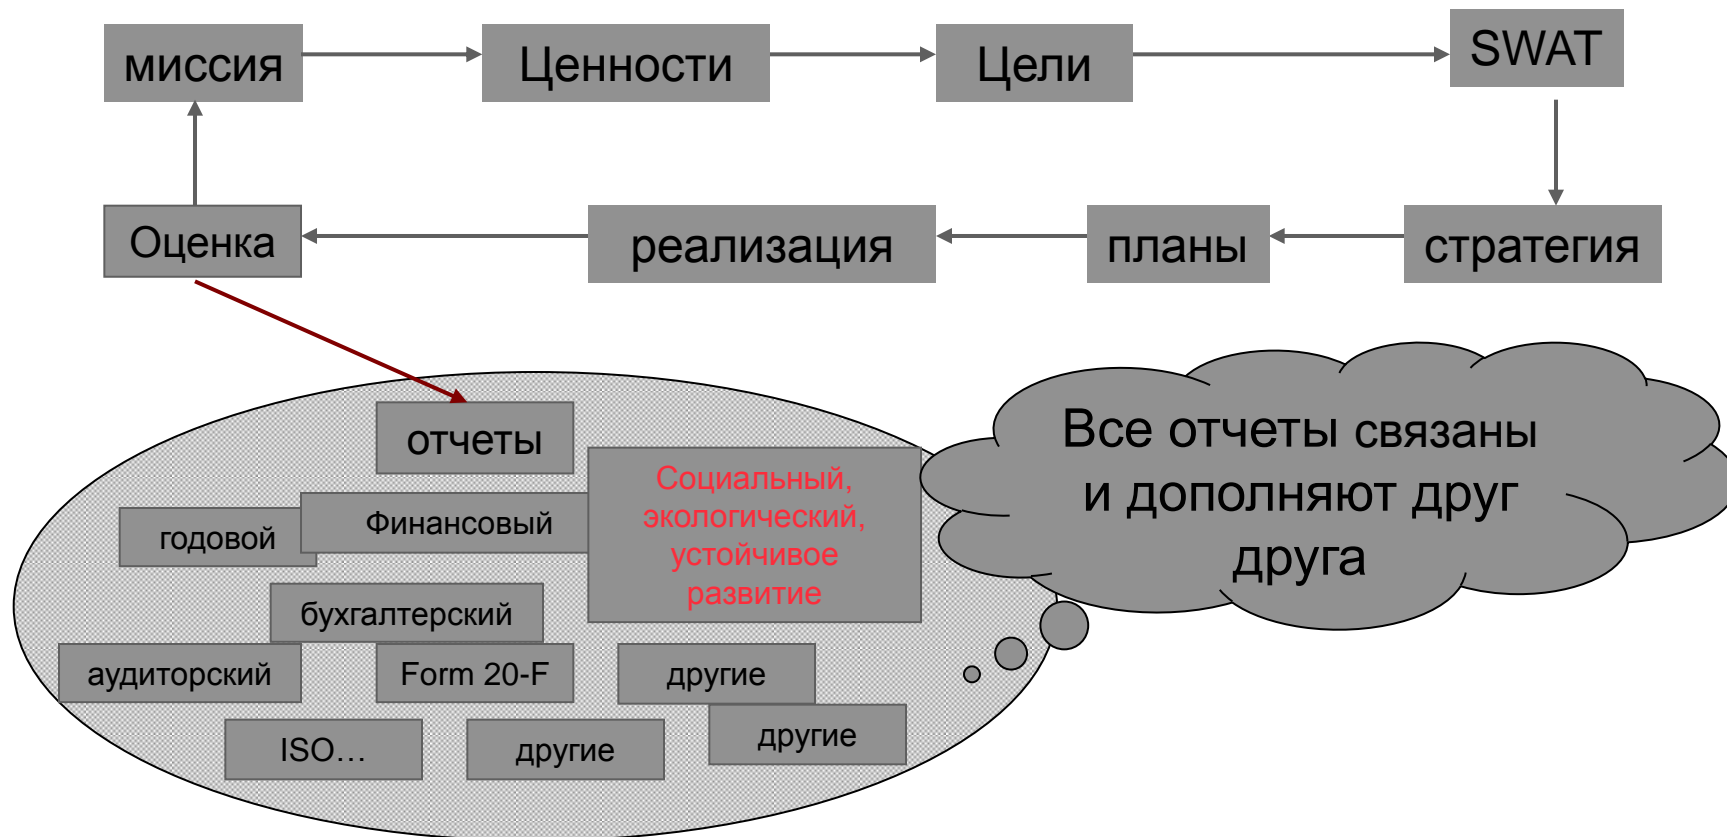 миссия
Ценности
Цели
SWAT
Оценка
реализация
планы
стратегия
отчеты
Все отчеты связаны
и дополняют друг
друга
Социальный,
экологический,
устойчивое
развитие
годовой
Финансовый
бухгалтерский
аудиторский
Form 20-F
другие
ISO…
другие
другие